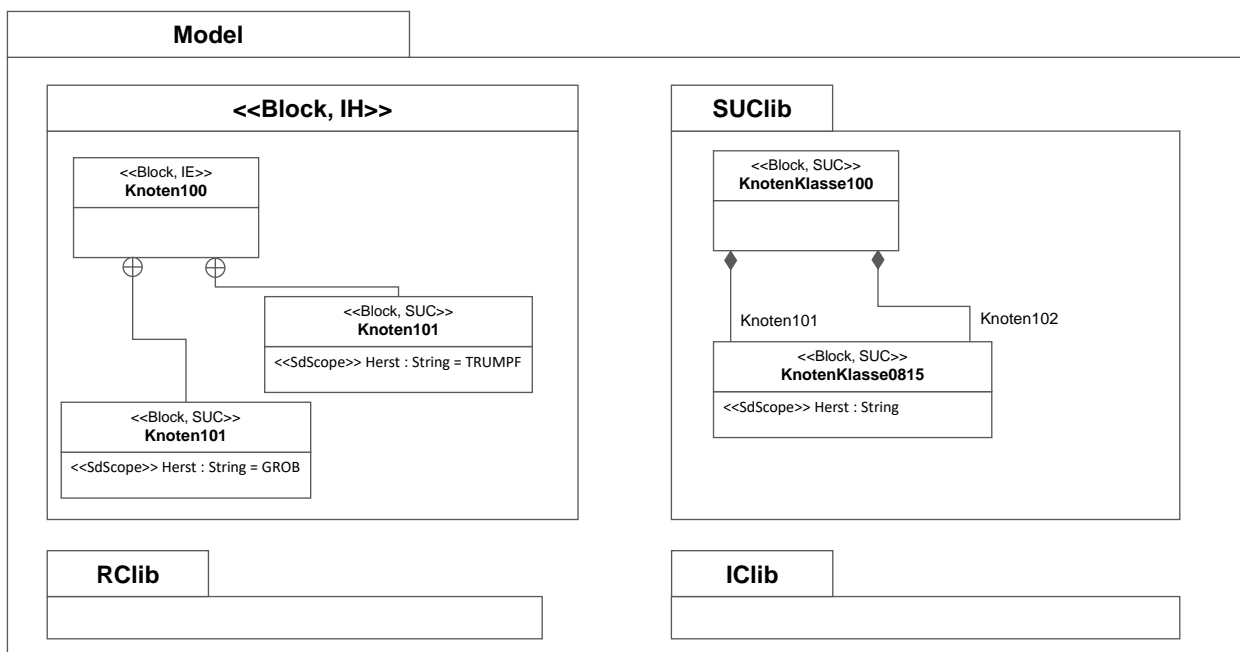 Model
<<Block, IH>>
<<Block, IE>>
Knoten100
<<Block, SUC>>
Knoten101
<<SdScope>> Herst : String = TRUMPF
<<Block, SUC>>
Knoten101
<<SdScope>> Herst : String = GROB
SUClib
<<Block, SUC>>
KnotenKlasse100
Knoten101
Knoten102
<<Block, SUC>>
KnotenKlasse0815
<<SdScope>> Herst : String
RClib
IClib